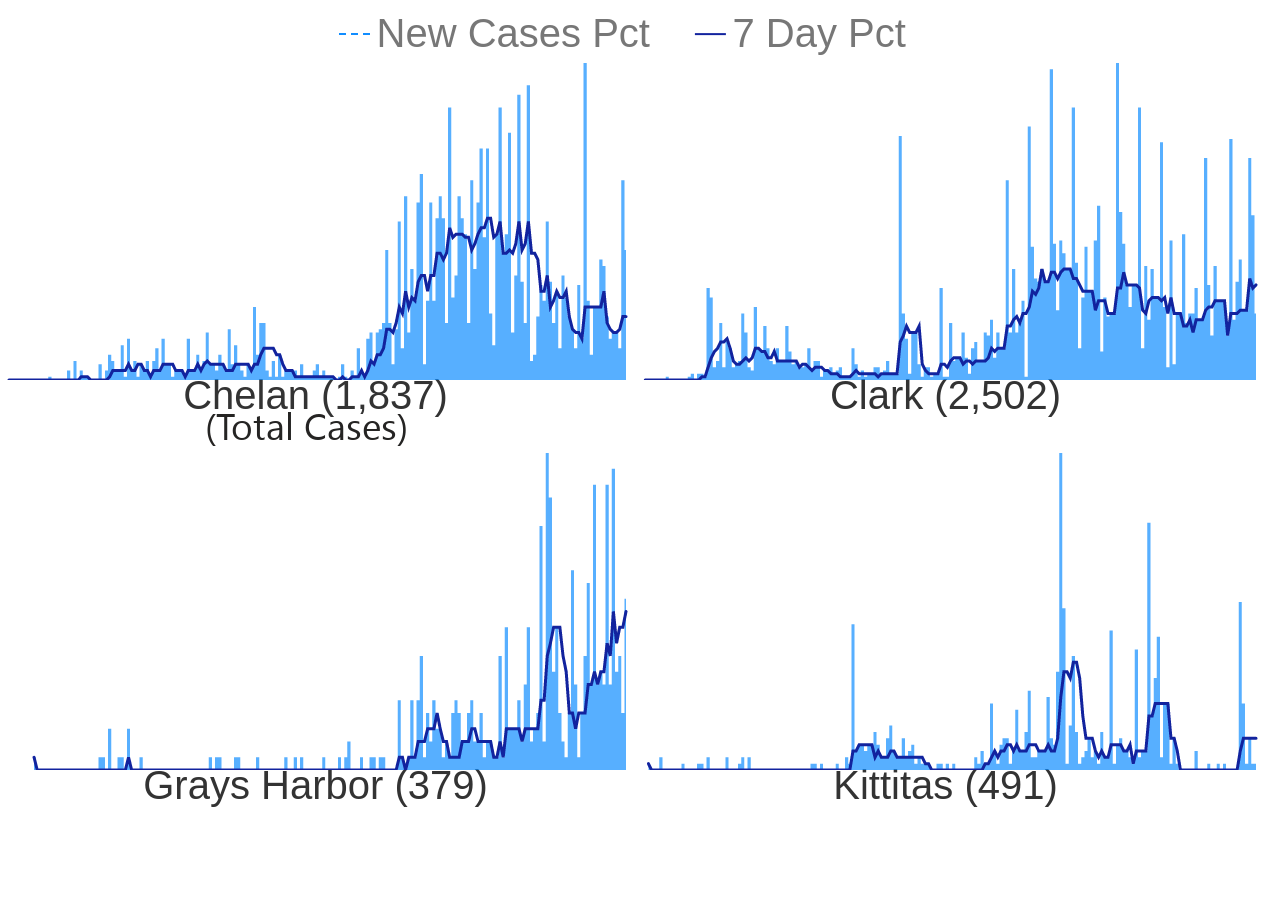 New Cases Pct 7 Day Pct
Chelan (1,837) Clark (2,502)
(Total Cases)
Grays Harbor (379) Kittitas (491)